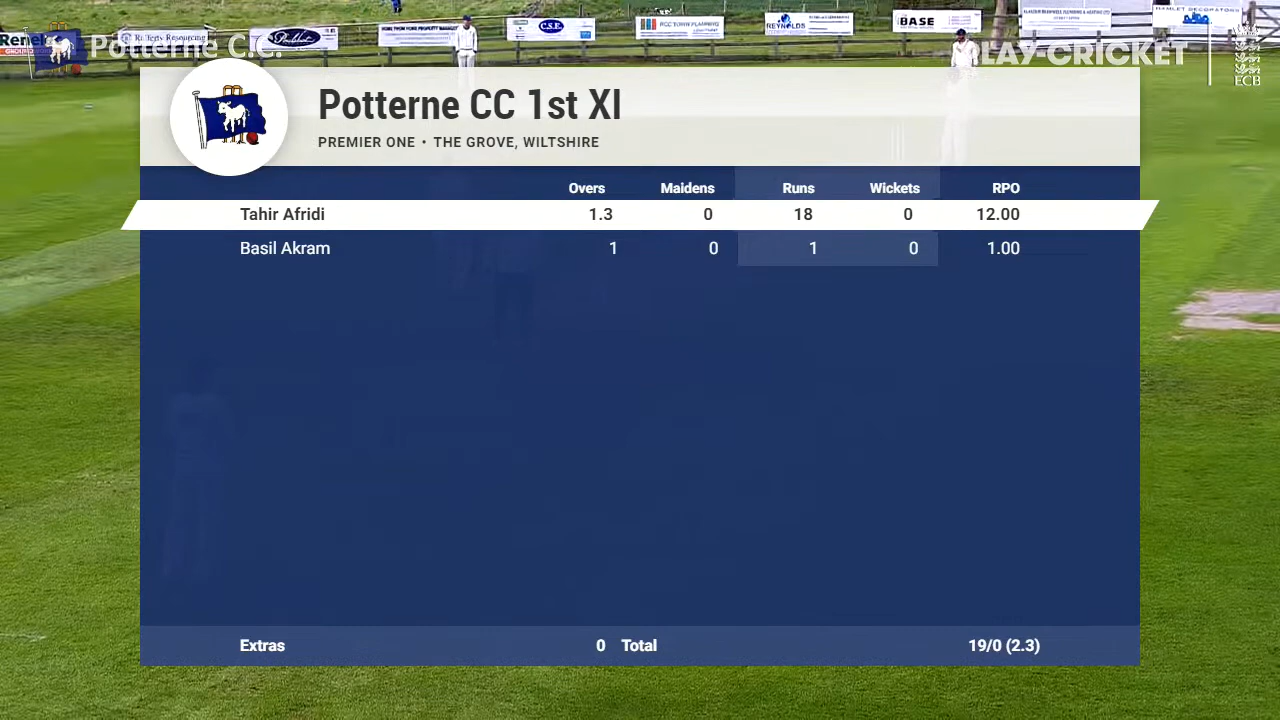 Potterne C.C.
PLAY-CRICKET
ECB
C.S.E.
REYNOLDS
BASE
Potterne CC 1st XI
PREMIER ONE • THE GROVE, WILTSHIRE
Overs Maidens Runs Wickets RPO
Tahir Afridi 1.3 0 18 0 12.00
Basil Akram 1 0 1 0 1.00
Extras 0 Total 19/0 (2.3)